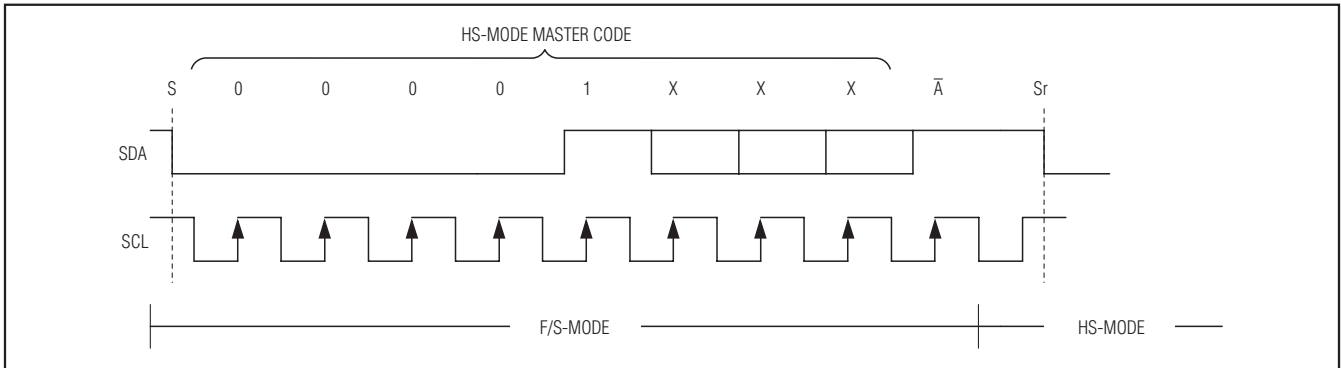 HS-MODE MASTER CODE
S 0 0 0 0 1 X X X A̅ Sr
SDA
SCL
F/S-MODE HS-MODE